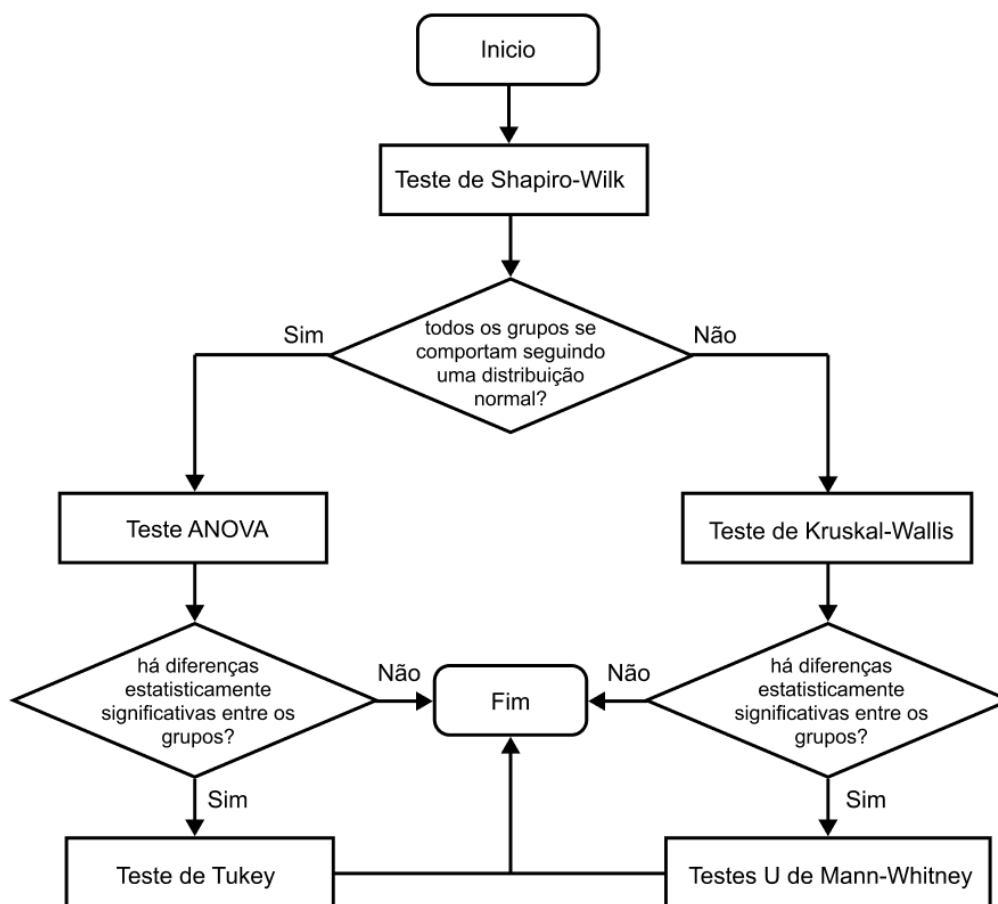 Inicio
Teste de Shapiro-Wilk
Sim
todos os grupos se
comportam seguindo
uma distribuição
normal?
Não
Teste ANOVA
Teste de Kruskal-Wallis
há diferenças
estatisticamente
significativas entre os
grupos?
Não
Fim
Não
há diferenças
estatisticamente
significativas entre os
grupos?
Sim
Sim
Teste de Tukey
Testes U de Mann-Whitney